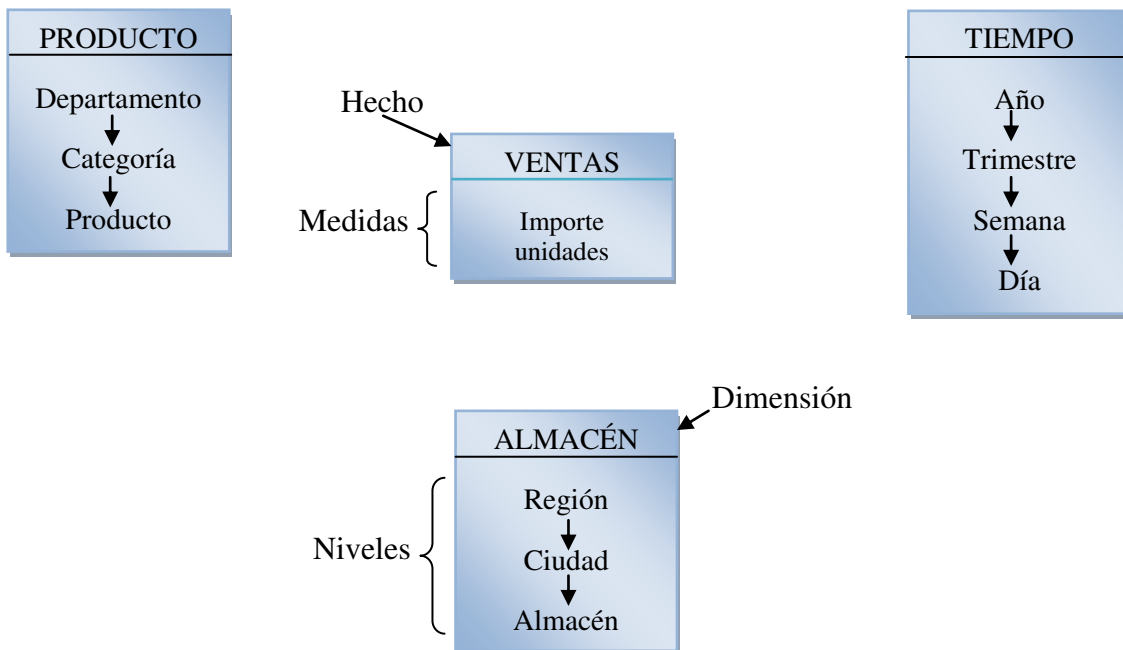 PRODUCTO
Departamento
Categoría
Producto
Hecho
VENTAS
Medidas
Importe
unidades
TIEMPO
Año
Trimestre
Semana
Día
Dimensión
ALMACÉN
Niveles
Región
Ciudad
Almacén